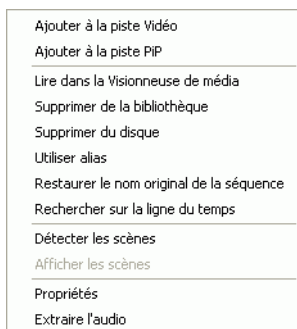 Ajouter à la piste Vidéo
Ajouter à la piste PiP
Lire dans la Visionneuse de média
Supprimer de la bibliothèque
Supprimer du disque
Utiliser alias
Restaurer le nom original de la séquence
Rechercher sur la ligne du temps
Détecter les scènes
Afficher les scènes
Propriétés
Extraire l'audio